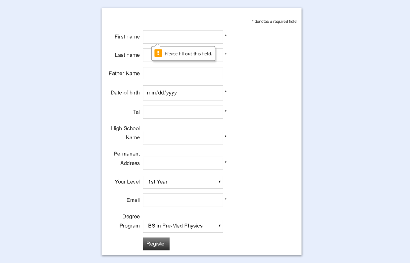 * denotes a required field
First name *
Please fill out this field.
Last name *
Father Name
Date of birth mm/dd/yyyy *
Tel *
High School
Name *
Permanent
Address *
Your Level 1st Year
Email *
Degree
Program BS in Pre-Med Physics
Register